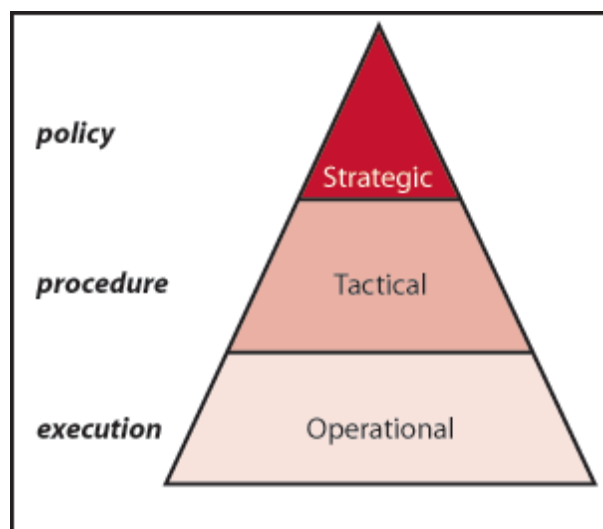 policy
Strategic
procedure
Tactical
execution
Operational